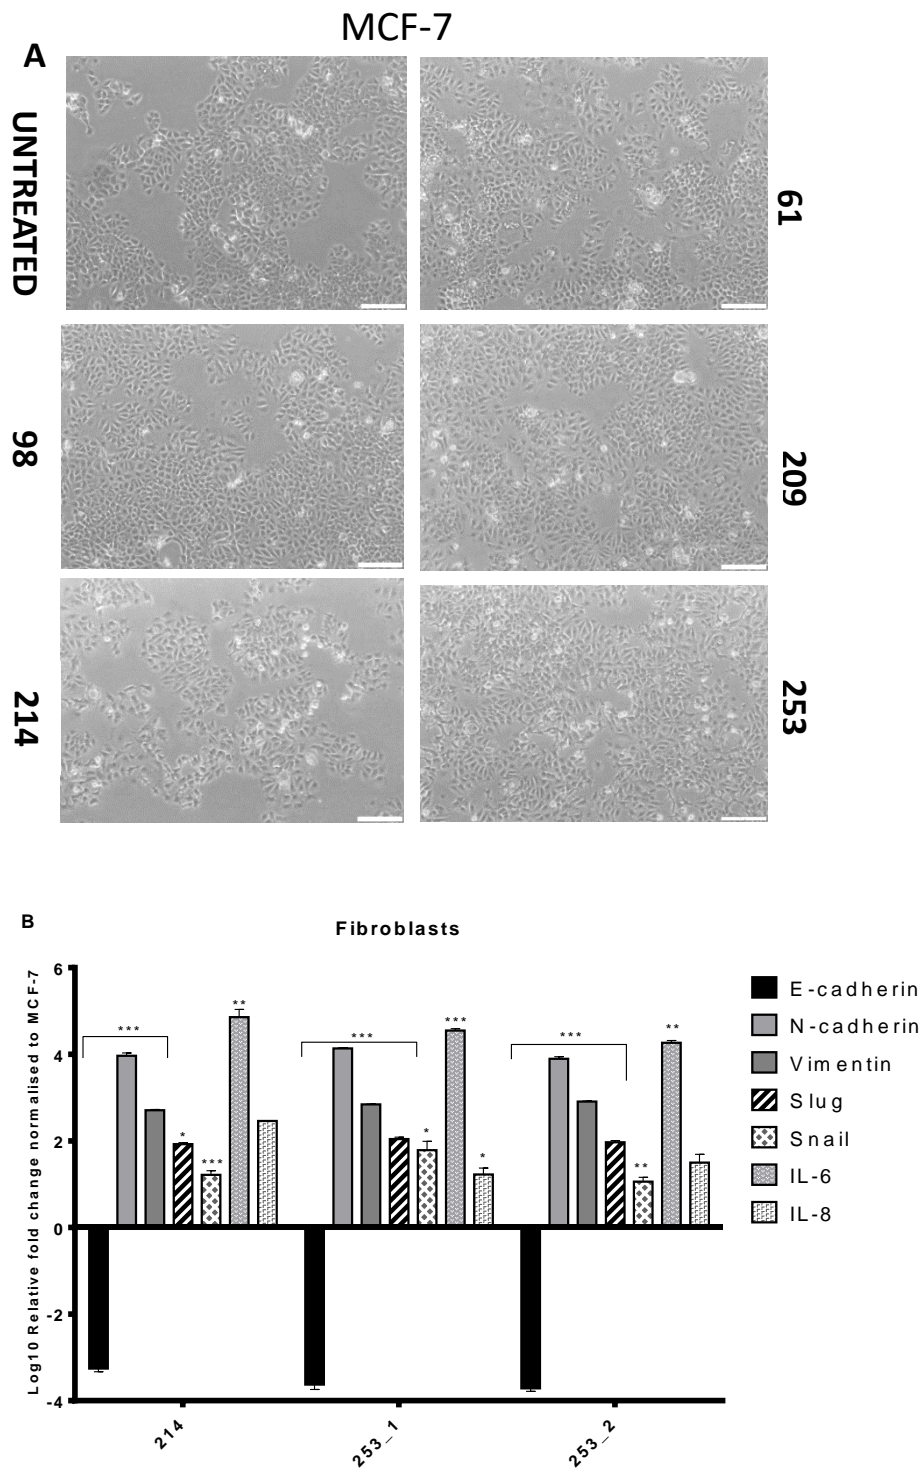 MCF-7
A
UNTREATED
61
98
209
214
253
B
Fibroblasts
Log10 Relative fold change normalised to MCF-7
6
4
2
0
-2
-4
***
*
***
**
***
*
***
*
***
**
**
214
253_1
253_2
E-cadherin
N-cadherin
Vimentin
Slug
Snail
IL-6
IL-8